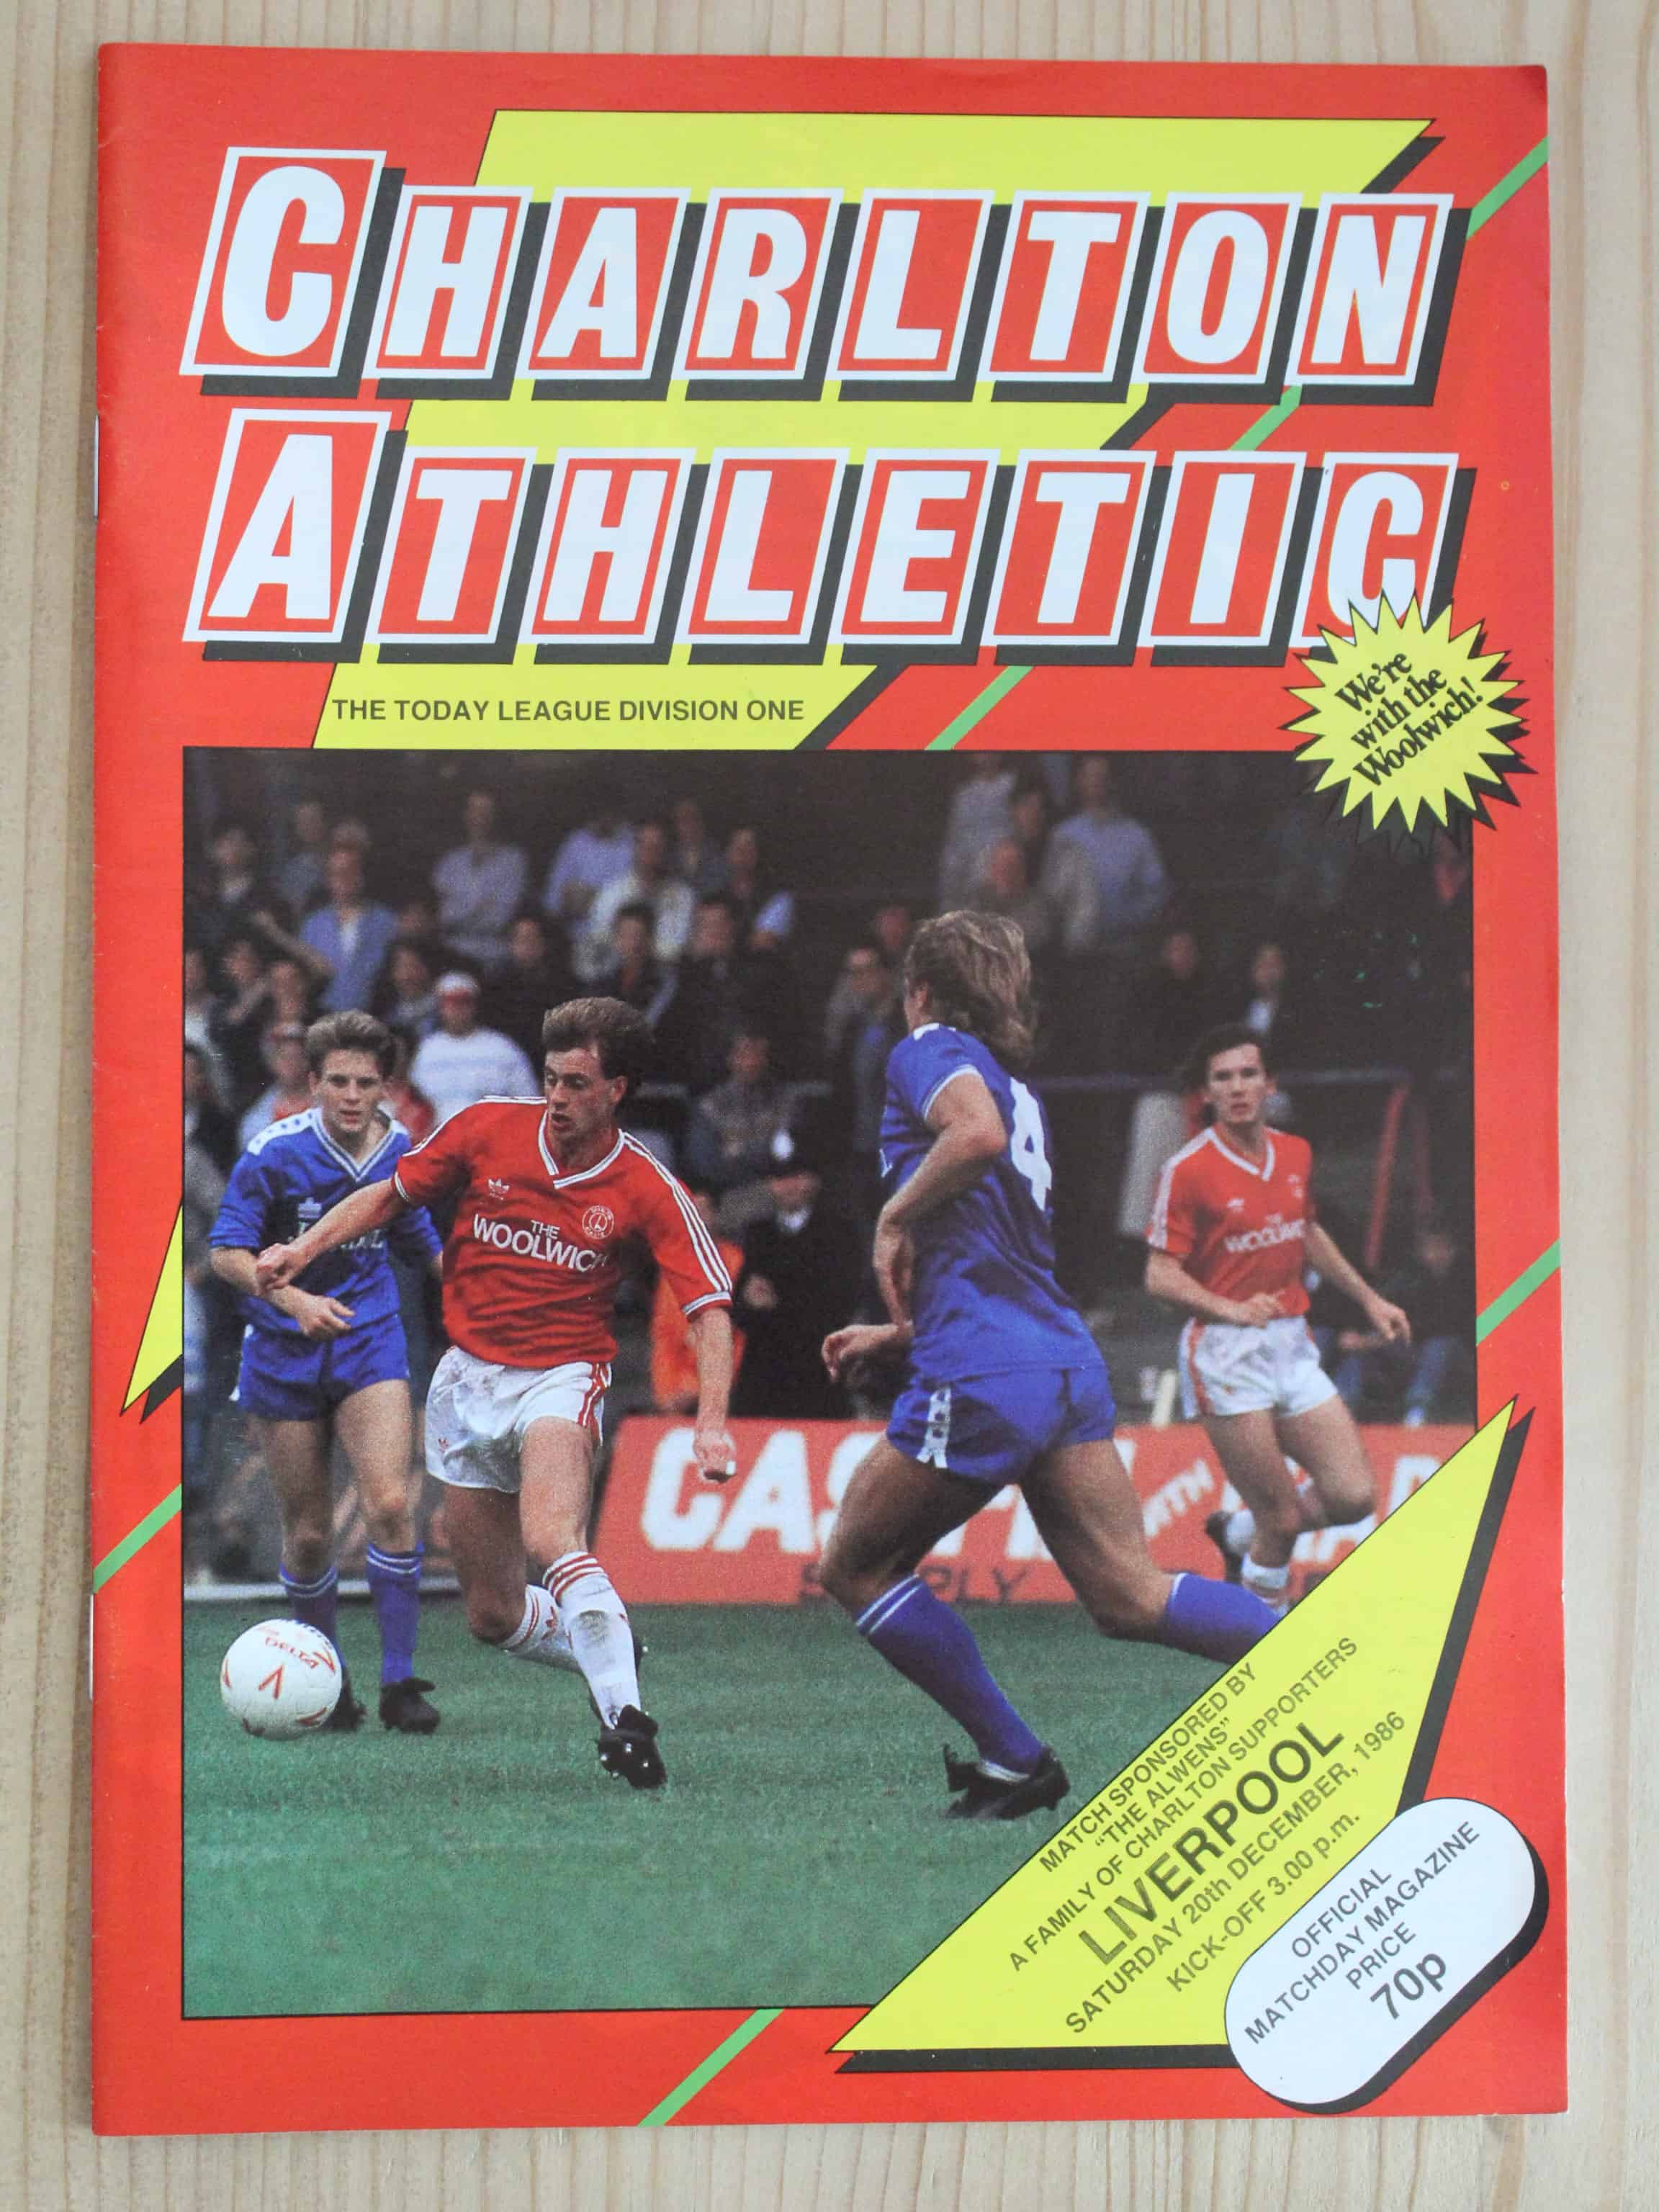 CHARLTON
ATHLETIC
THE TODAY LEAGUE DIVISION ONE
We're
with the
Woolwich!
THE
WOOLWICH
4
THE
WOOLWICH
MATCH SPONSORED BY
“THE ALWENS”
A FAMILY OF CHARLTON SUPPORTERS
LIVERPOOL
SATURDAY 20th DECEMBER, 1986
KICK-OFF 3.00 p.m.
OFFICIAL
MATCHDAY MAGAZINE
PRICE
70p